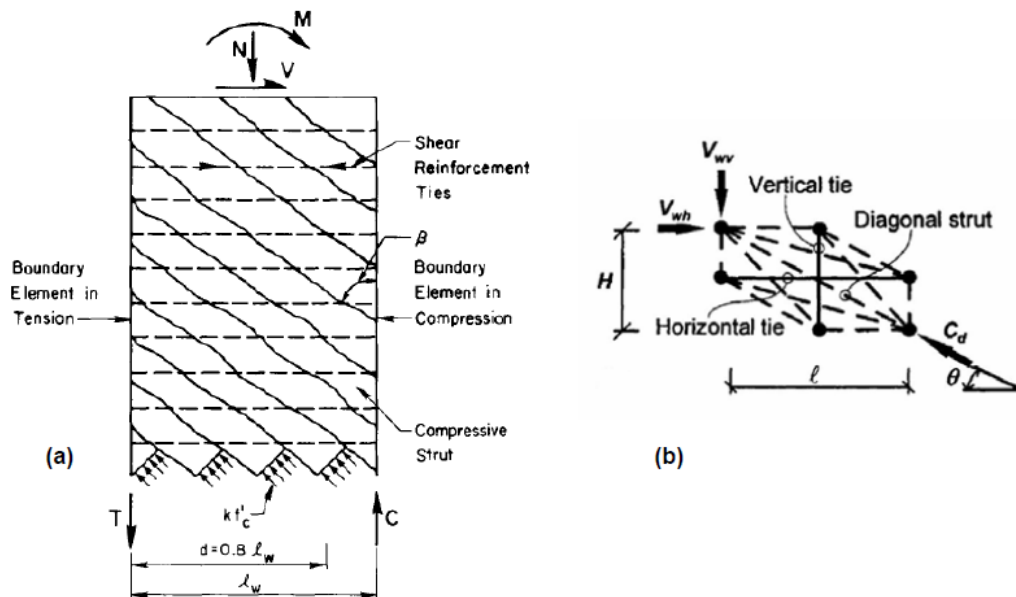 M
N
V
Shear
Reinforcement
Ties
β
Boundary
Element in
Tension
Boundary
Element in
Compression
Compressive
Strut
(a)
T
kf'c
C
d=0.8 ℓw
ℓw
Vwv
Vertical tie
Vwh
Diagonal strut
H
Horizontal tie
Cd
θ
ℓ
(b)